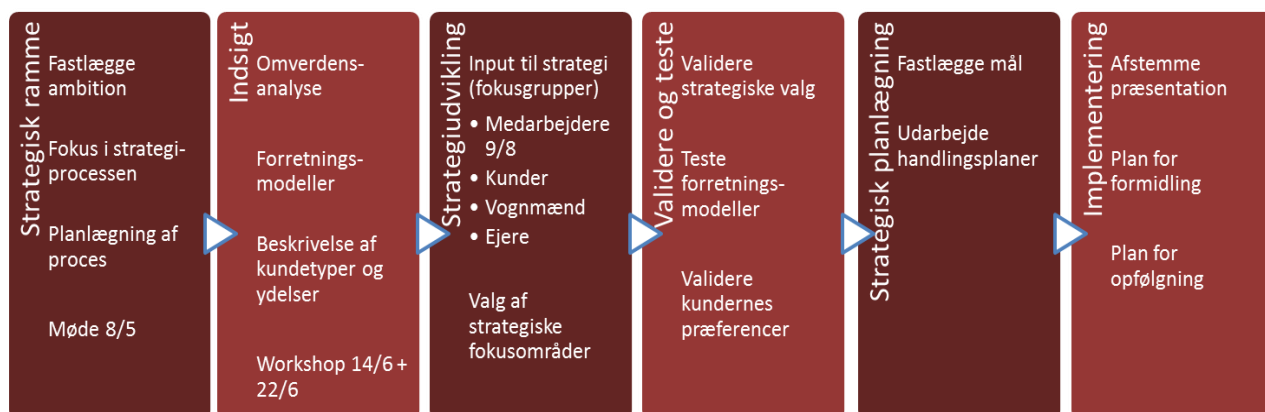 Strategisk ramme
Fastlægge
ambition
Fokus i strategi-
processen
Planlægning af
proces
Møde 8/5
Indsigt
Omverdens-
analyse
Forretnings-
modeller
Beskrivelse af
kundetyper og
ydelser
Workshop 14/6 +
22/6
Strategiudvikling
Input til strategi
(fokusgrupper)
• Medarbejdere
9/8
• Kunder
• Vognmænd
• Ejere
Valg af
strategiske
fokusområder
Validere og teste
Validere
strategiske valg
Teste
forretnings-
modeller
Validere
kundernes
præferencer
Strategisk planlægning
Fastlægge mål
Udarbejde
handlingsplaner
Implementering
Afstemme
præsentation
Plan for
formidling
Plan for
opfølgning